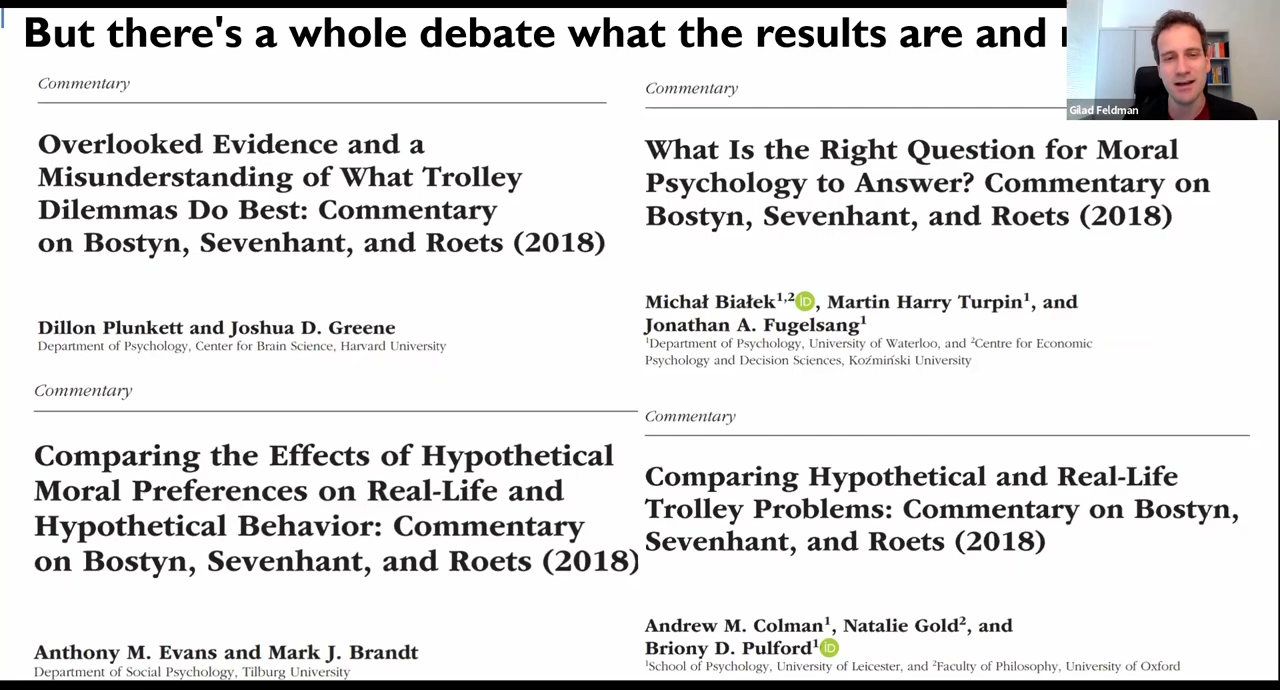 But there's a whole debate what the results are and
Gilad Feldman
Commentary
Overlooked Evidence and a
Misunderstanding of What Trolley
Dilemmas Do Best: Commentary
on Bostyn, Sevenhant, and Roets (2018)
Dillon Plunkett and Joshua D. Greene
Department of Psychology, Center for Brain Science, Harvard University
Commentary
What Is the Right Question for Moral
Psychology to Answer? Commentary on
Bostyn, Sevenhant, and Roets (2018)
Michał Białek¹,² iD, Martin Harry Turpin¹, and
Jonathan A. Fugelsang¹
¹Department of Psychology, University of Waterloo, and ²Centre for Economic
Psychology and Decision Sciences, Koźmiński University
Commentary
Comparing the Effects of Hypothetical
Moral Preferences on Real-Life and
Hypothetical Behavior: Commentary
on Bostyn, Sevenhant, and Roets (2018)
Anthony M. Evans and Mark J. Brandt
Department of Social Psychology, Tilburg University
Commentary
Comparing Hypothetical and Real-Life
Trolley Problems: Commentary on Bostyn,
Sevenhant, and Roets (2018)
Andrew M. Colman¹, Natalie Gold², and
Briony D. Pulford¹ iD
¹School of Psychology, University of Leicester, and ²Faculty of Philosophy, University of Oxford